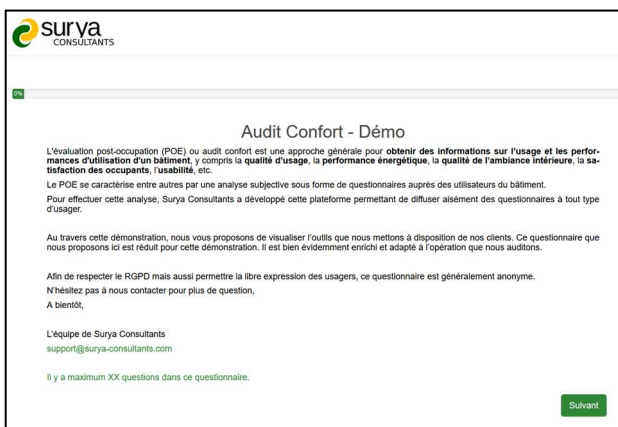 surya
CONSULTANTS
0%
Audit Confort - Démo
L'évaluation post-occupation (POE) ou audit confort est une approche générale pour obtenir des informations sur l'usage et les perfor-
mances d'utilisation d'un bâtiment, y compris la qualité d'usage, la performance énergétique, la qualité de l'ambiance intérieure, la sa-
tisfaction des occupants, l'usabilité, etc.
Le POE se caractérise entre autres par une analyse subjective sous forme de questionnaires auprès des utilisateurs du bâtiment.
Pour effectuer cette analyse, Surya Consultants a développé cette plateforme permettant de diffuser aisément des questionnaires à tout type
d'usager.
Au travers cette démonstration, nous vous proposons de visualiser l'outils que nous mettons à disposition de nos clients. Ce questionnaire que
nous proposons ici est réduit pour cette démonstration. Il est bien évidemment enrichi et adapté à l'opération que nous auditons.
Afin de respecter le RGPD mais aussi permettre la libre expression des usagers, ce questionnaire est généralement anonyme.
N'hésitez pas à nous contacter pour plus de question,
A bientôt,
L'équipe de Surya Consultants
support@surya-consultants.com
Il y a maximum XX questions dans ce questionnaire.
Suivant